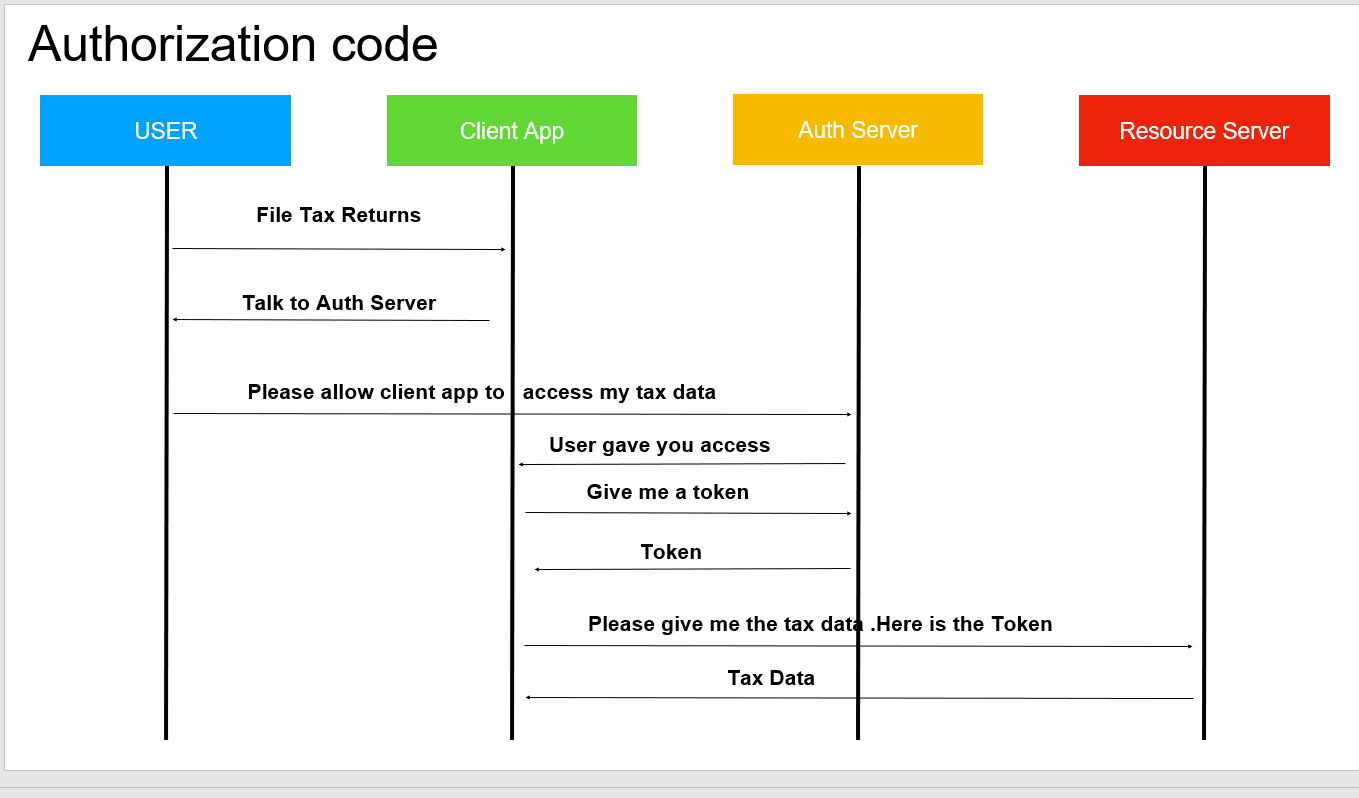 Authorization code
USER
Client App
Auth Server
Resource Server
File Tax Returns
Talk to Auth Server
Please allow client app to access my tax data
User gave you access
Give me a token
Token
Please give me the tax data .Here is the Token
Tax Data